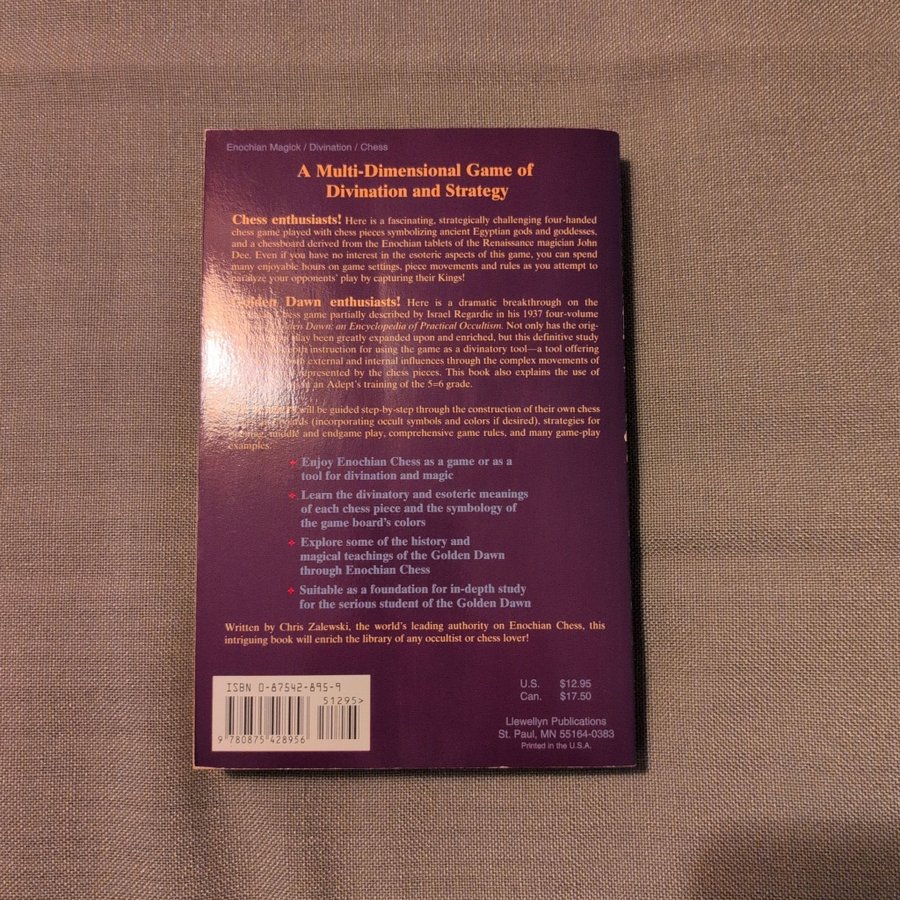 Enochian Magick / Divination / Chess
A Multi-Dimensional Game of
Divination and Strategy
Chess enthusiasts! Here is a fascinating, strategically challenging four-handed
chess game played with chess pieces symbolizing ancient Egyptian gods and goddesses,
and a chessboard derived from the Enochian tablets of the Renaissance magician John
Dee. Even if you have no interest in the esoteric aspects of this game, you can spend
many enjoyable hours on game settings, piece movements and rules as you attempt to
paralyze your opponents' play by capturing their Kings!
Golden Dawn enthusiasts! Here is a dramatic breakthrough on the
Chess game partially described by Israel Regardie in his 1937 four-volume
Golden Dawn: an Encyclopedia of Practical Occultism. Not only has the orig-
play been greatly expanded upon and enriched, but this definitive study
instruction for using the game as a divinatory tool—a tool offering
both external and internal influences through the complex movements of
represented by the chess pieces. This book also explains the use of
in an Adept's training of the 5=6 grade.
will be guided step-by-step through the construction of their own chess
(incorporating occult symbols and colors if desired), strategies for
middle and endgame play, comprehensive game rules, and many game-play
examples.
Enjoy Enochian Chess as a game or as a
tool for divination and magic
Learn the divinatory and esoteric meanings
of each chess piece and the symbology of
the game board's colors
Explore some of the history and
magical teachings of the Golden Dawn
through Enochian Chess
Suitable as a foundation for in-depth study
for the serious student of the Golden Dawn
Written by Chris Zalewski, the world's leading authority on Enochian Chess, this
intriguing book will enrich the library of any occultist or chess lover!
ISBN 0-87542-895-9
51295>
9 780875 428956
U.S. $12.95
Can. $17.50
Llewellyn Publications
St. Paul, MN 55164-0383
Printed in the U.S.A.